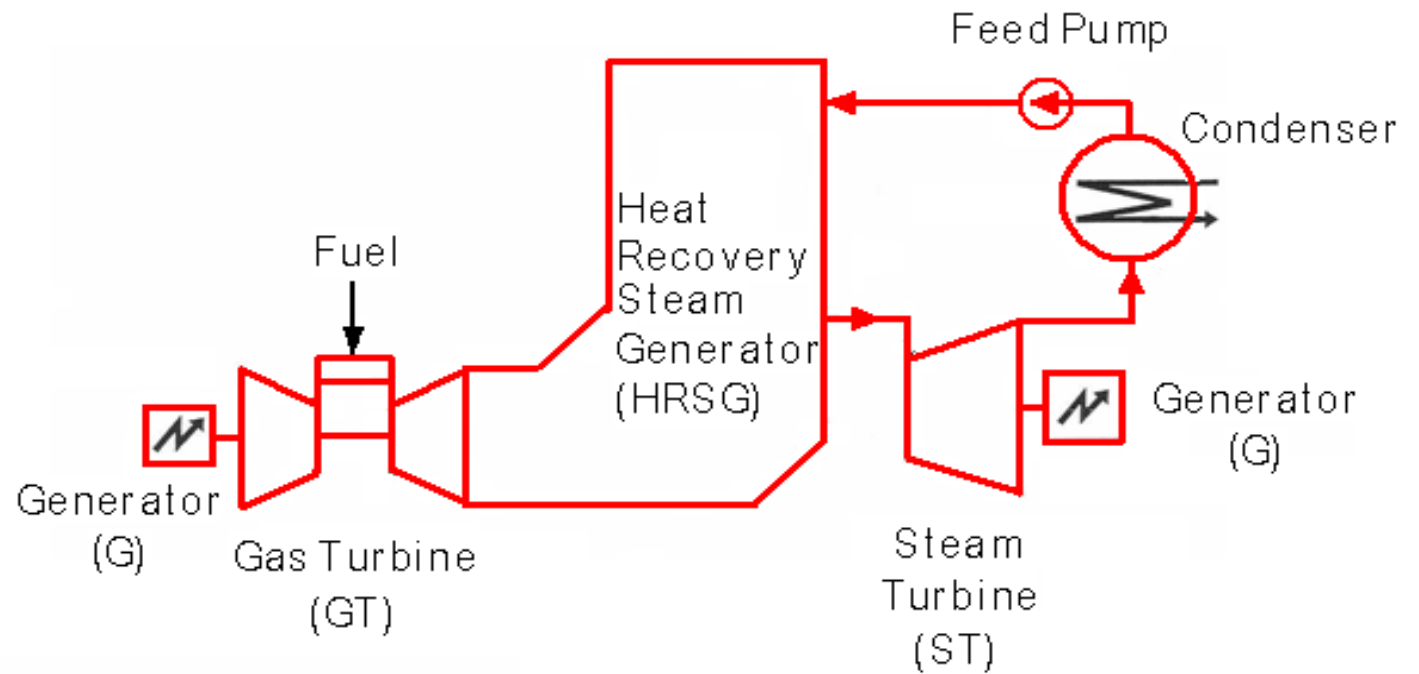 Feed Pump
Condenser
Heat
Recovery
Steam
Generator
(HRSG)
Fuel
Generator
(G)
Gas Turbine
(GT)
Generator
(G)
Steam
Turbine
(ST)